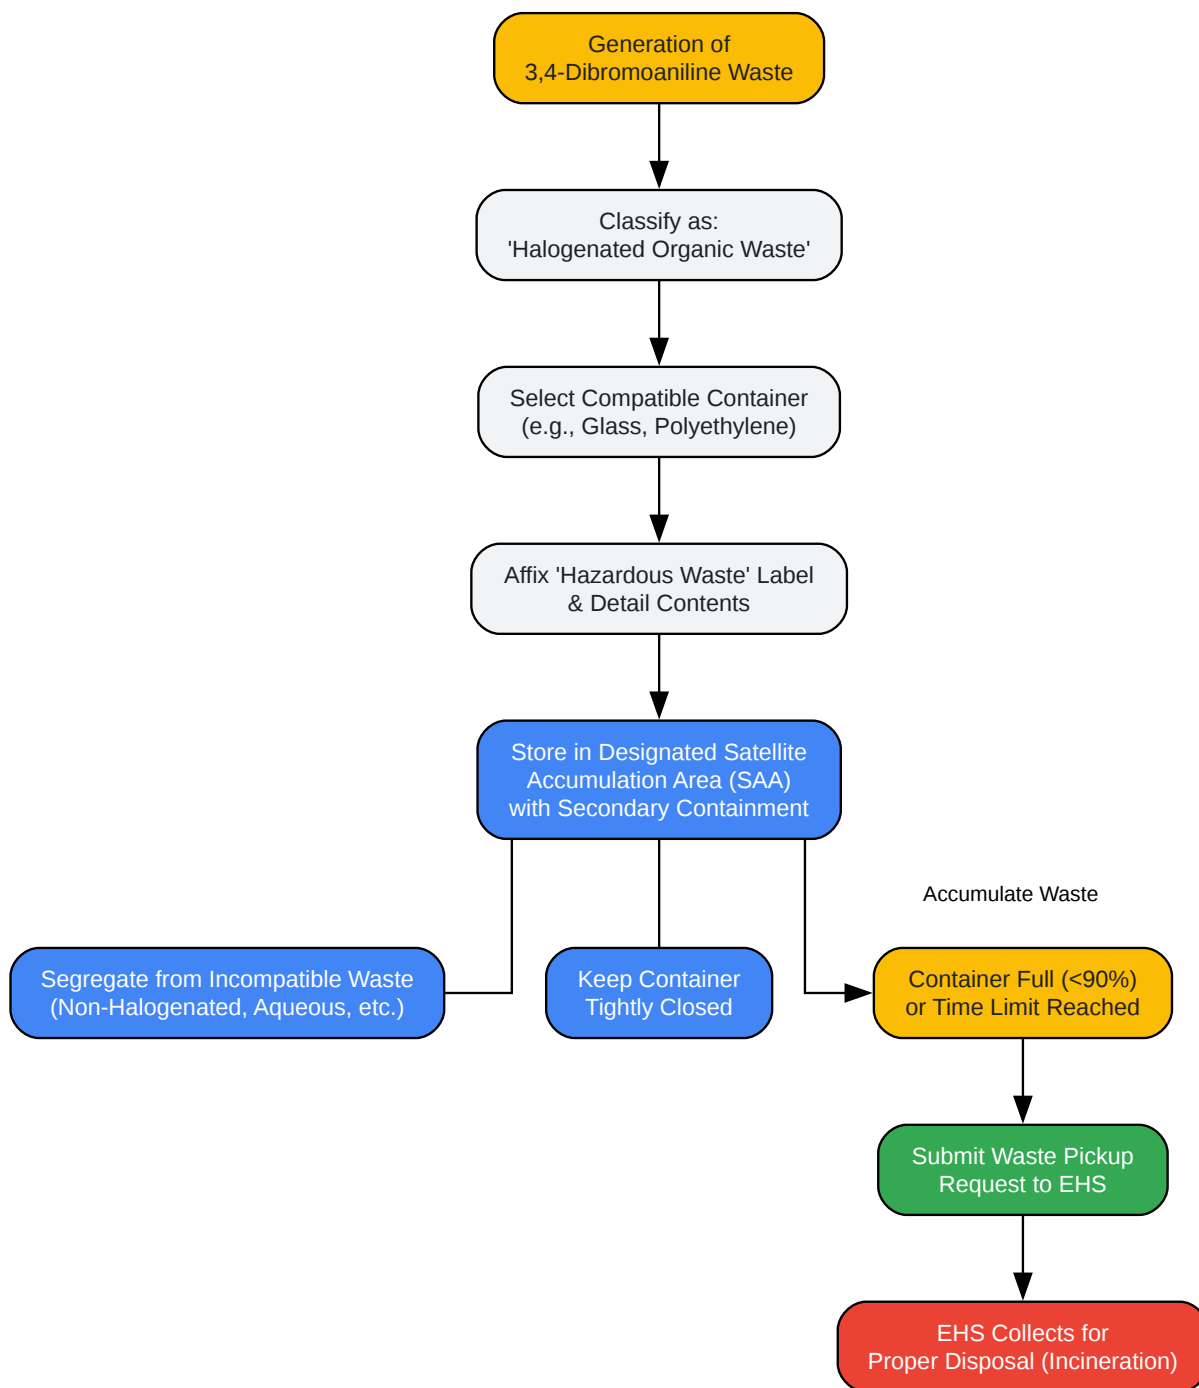 Generation of
3,4-Dibromoaniline Waste
Classify as:
'Halogenated Organic Waste'
Select Compatible Container
(e.g., Glass, Polyethylene)
Affix 'Hazardous Waste' Label
& Detail Contents
Store in Designated Satellite
Accumulation Area (SAA)
with Secondary Containment
Accumulate Waste
Segregate from Incompatible Waste
(Non-Halogenated, Aqueous, etc.)
Keep Container
Tightly Closed
Container Full (<90%)
or Time Limit Reached
Submit Waste Pickup
Request to EHS
EHS Collects for
Proper Disposal (Incineration)